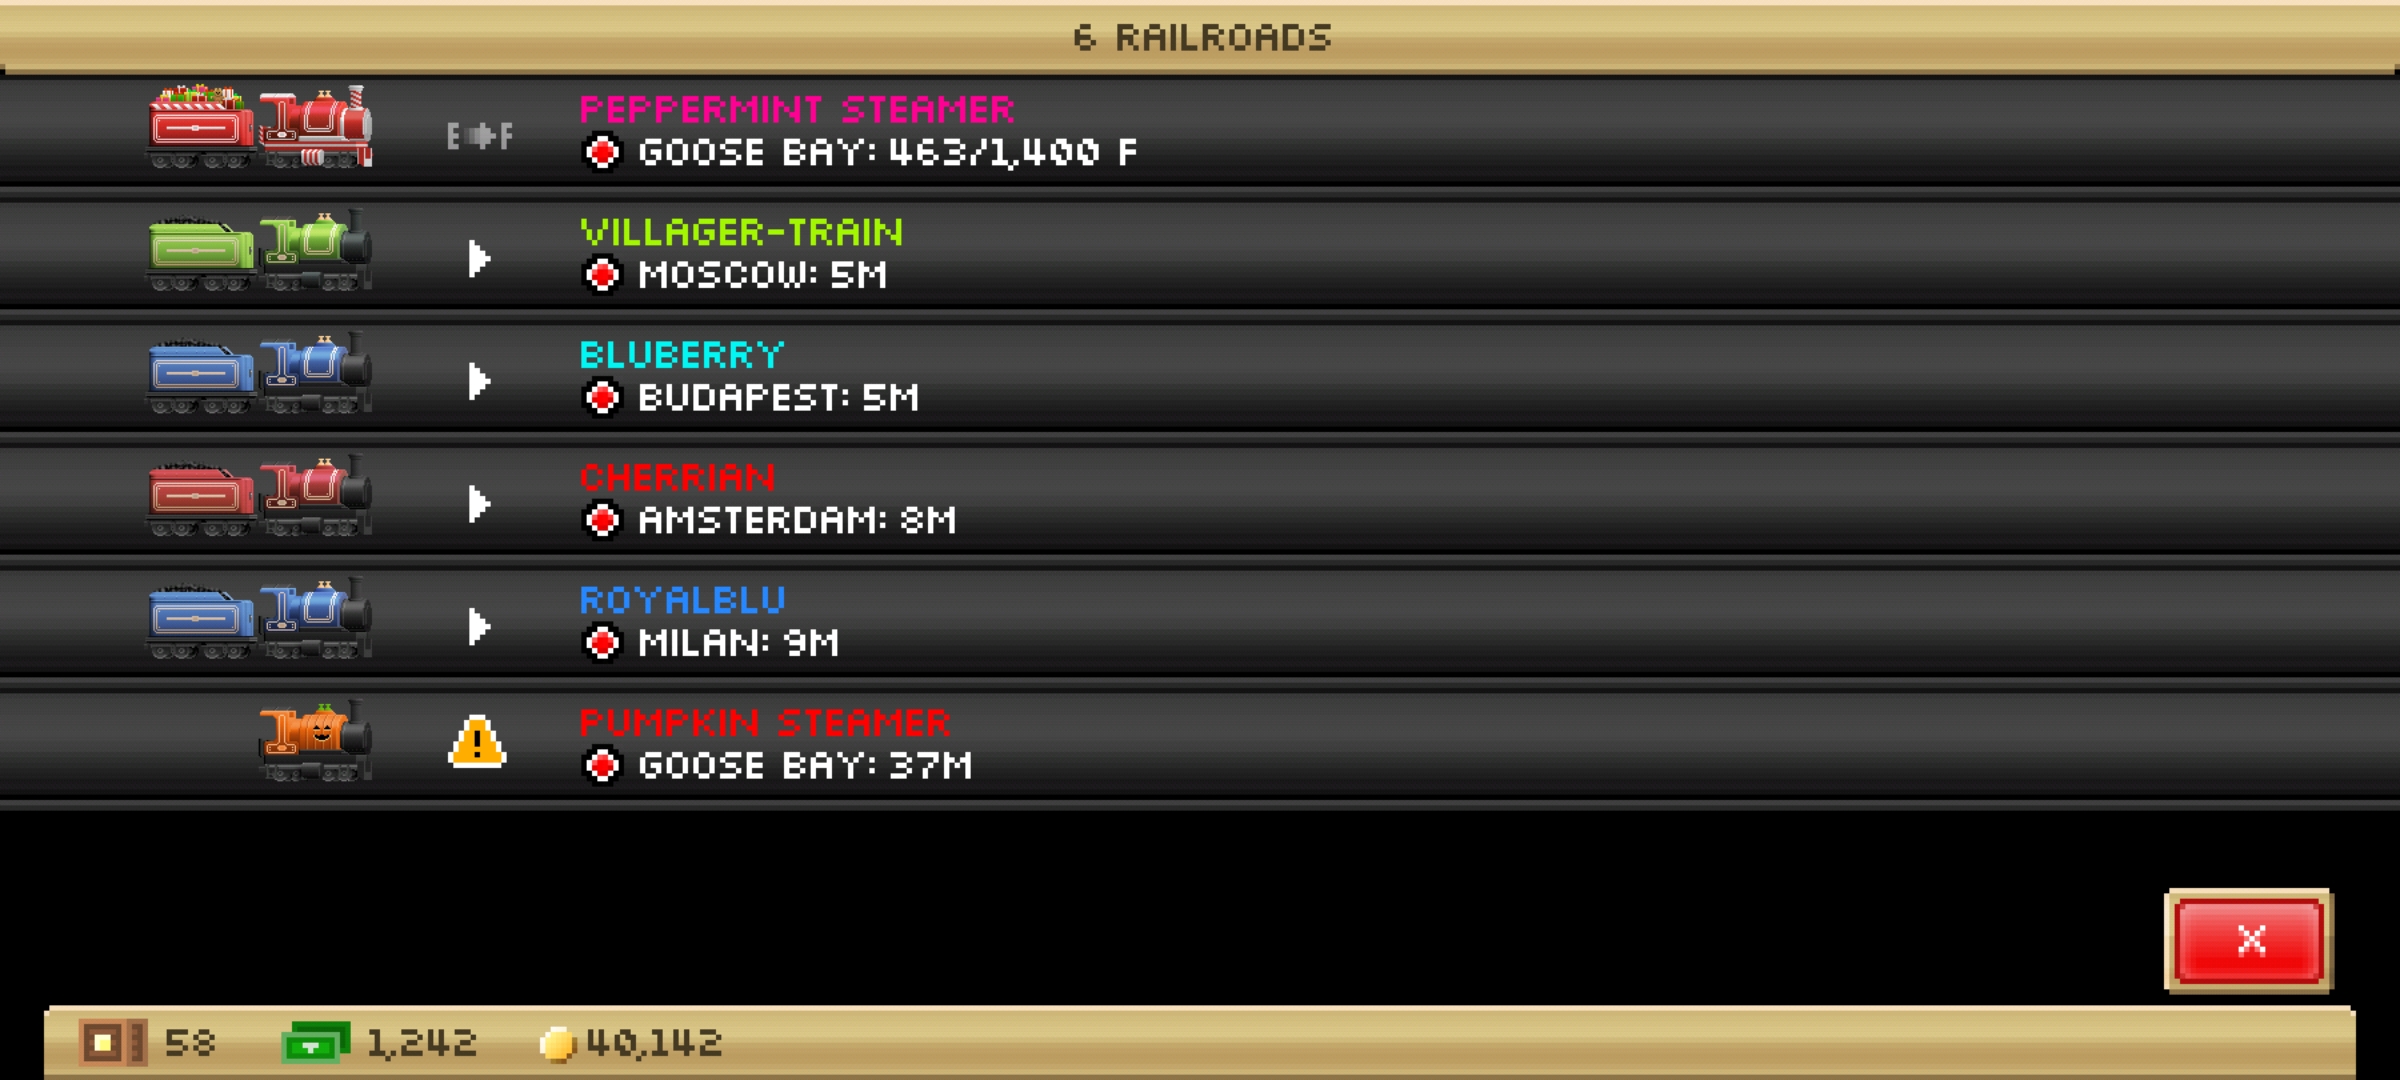 6 RAILROADS
PEPPERMINT STEAMER
E F
GOOSE BAY: 463/1,400 F
VILLAGER-TRAIN
MOSCOW: 5M
BLUBERRY
BUDAPEST: 5M
CHERRIAN
AMSTERDAM: 8M
ROYALBLU
MILAN: 9M
!
PUMPKIN STEAMER
GOOSE BAY: 37M
X
58 1,242 40,142